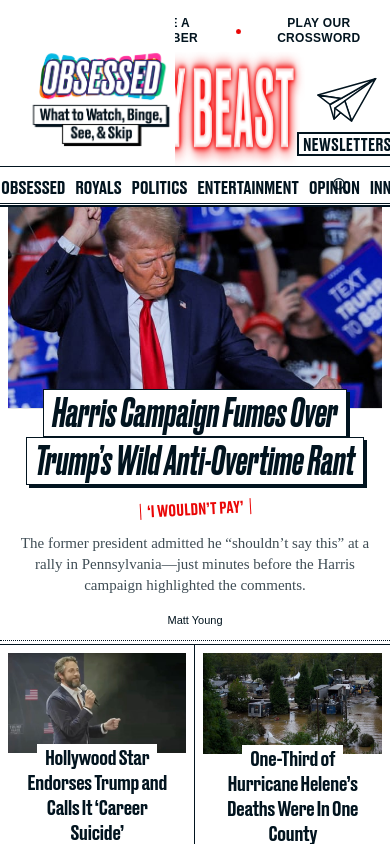 E A
BER
PLAY OUR
CROSSWORD
OBSESSED
What to Watch, Binge,
See, & Skip
Y BEAST
NEWSLETTERS
OBSESSED ROYALS POLITICS ENTERTAINMENT OPINION INN
TEXT
TRUMP
TO 88
Harris Campaign Fumes Over
Trump’s Wild Anti-Overtime Rant
‘I WOULDN’T PAY’
The former president admitted he “shouldn’t say this” at a
rally in Pennsylvania—just minutes before the Harris
campaign highlighted the comments.
Matt Young
Hollywood Star
Endorses Trump and
Calls It ‘Career
Suicide’
One-Third of
Hurricane Helene’s
Deaths Were In One
County